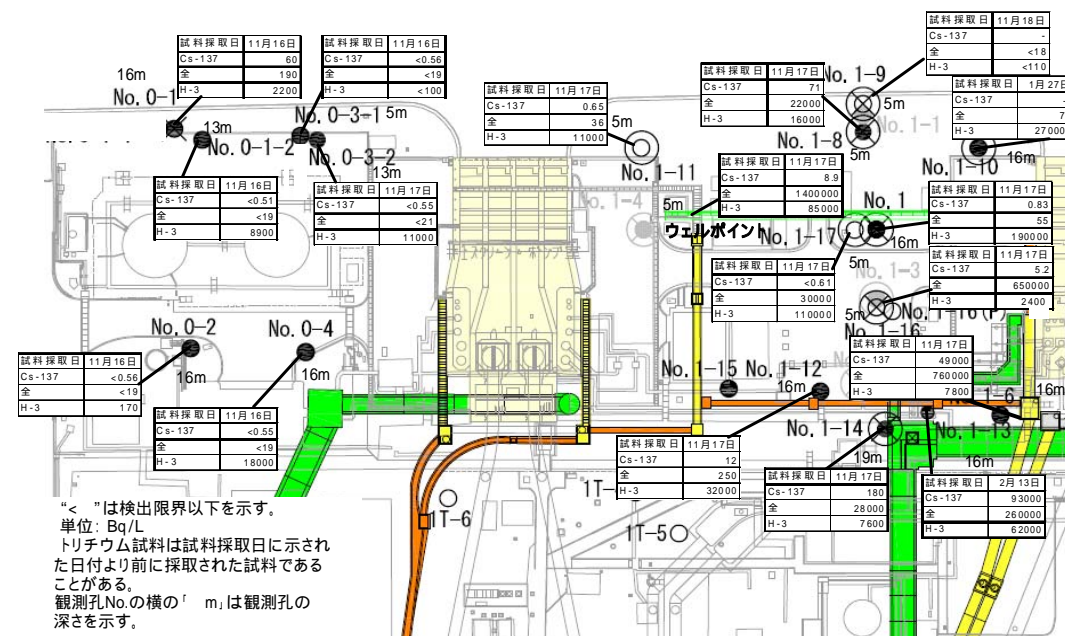 試料採取日 11月16日
Cs-137 60
全 190
H-3 2200
試料採取日 11月16日
Cs-137 <0.56
全 <19
H-3 <100
試料採取日 11月17日
Cs-137 0.65
全 36
H-3 11000
試料採取日 11月17日
Cs-137 71
全 22000
H-3 16000
試料採取日 11月18日
Cs-137 -
全 <18
H-3 <110
試料採取日 1月27日
Cs-137 -
全 7
H-3 27000
16m
No. 0-1
13m
No. 0-1-2
No. 0-3-1 5m
No. 0-3-2
13m
5m
No. 1-11
No. 1-9
5m
No. 1-8
5m
No. 1-1
No. 1-10 16m
試料採取日 11月16日
Cs-137 <0.51
全 <19
H-3 8900
試料採取日 11月17日
Cs-137 <0.55
全 <21
H-3 11000
試料採取日 11月17日
Cs-137 8.9
全 1400000
H-3 85000
試料採取日 11月17日
Cs-137 0.83
全 55
H-3 190000
No. 1-4
5m
ウェルポイント
No. 1
No. 1-17
16m
5m
No. 1-3
試料採取日 11月17日
Cs-137 <0.61
全 30000
H-3 110000
試料採取日 11月17日
Cs-137 5.2
全 650000
H-3 2400
5m
No. 1-16(P)
No. 1-16
No. 0-2
16m
No. 0-4
16m
試料採取日 11月16日
Cs-137 <0.56
全 <19
H-3 170
試料採取日 11月16日
Cs-137 <0.55
全 <19
H-3 18000
試料採取日 11月17日
Cs-137 49000
全 760000
H-3 7800
No. 1-15 No. 1-12
16m
No. 1-14
19m
1-6
16m
No. 1-13
16m
試料採取日 11月17日
Cs-137 12
全 250
H-3 32000
試料採取日 11月17日
Cs-137 180
全 28000
H-3 7600
試料採取日 2月13日
Cs-137 93000
全 260000
H-3 62000
1T-6
1T-
1T-5
“< ”は検出限界以下を示す。
単位: Bq/L
トリチウム試料は試料採取日に示され
た日付より前に採取された試料である
ことがある。
観測孔No.の横の「 m」は観測孔の
深さを示す。